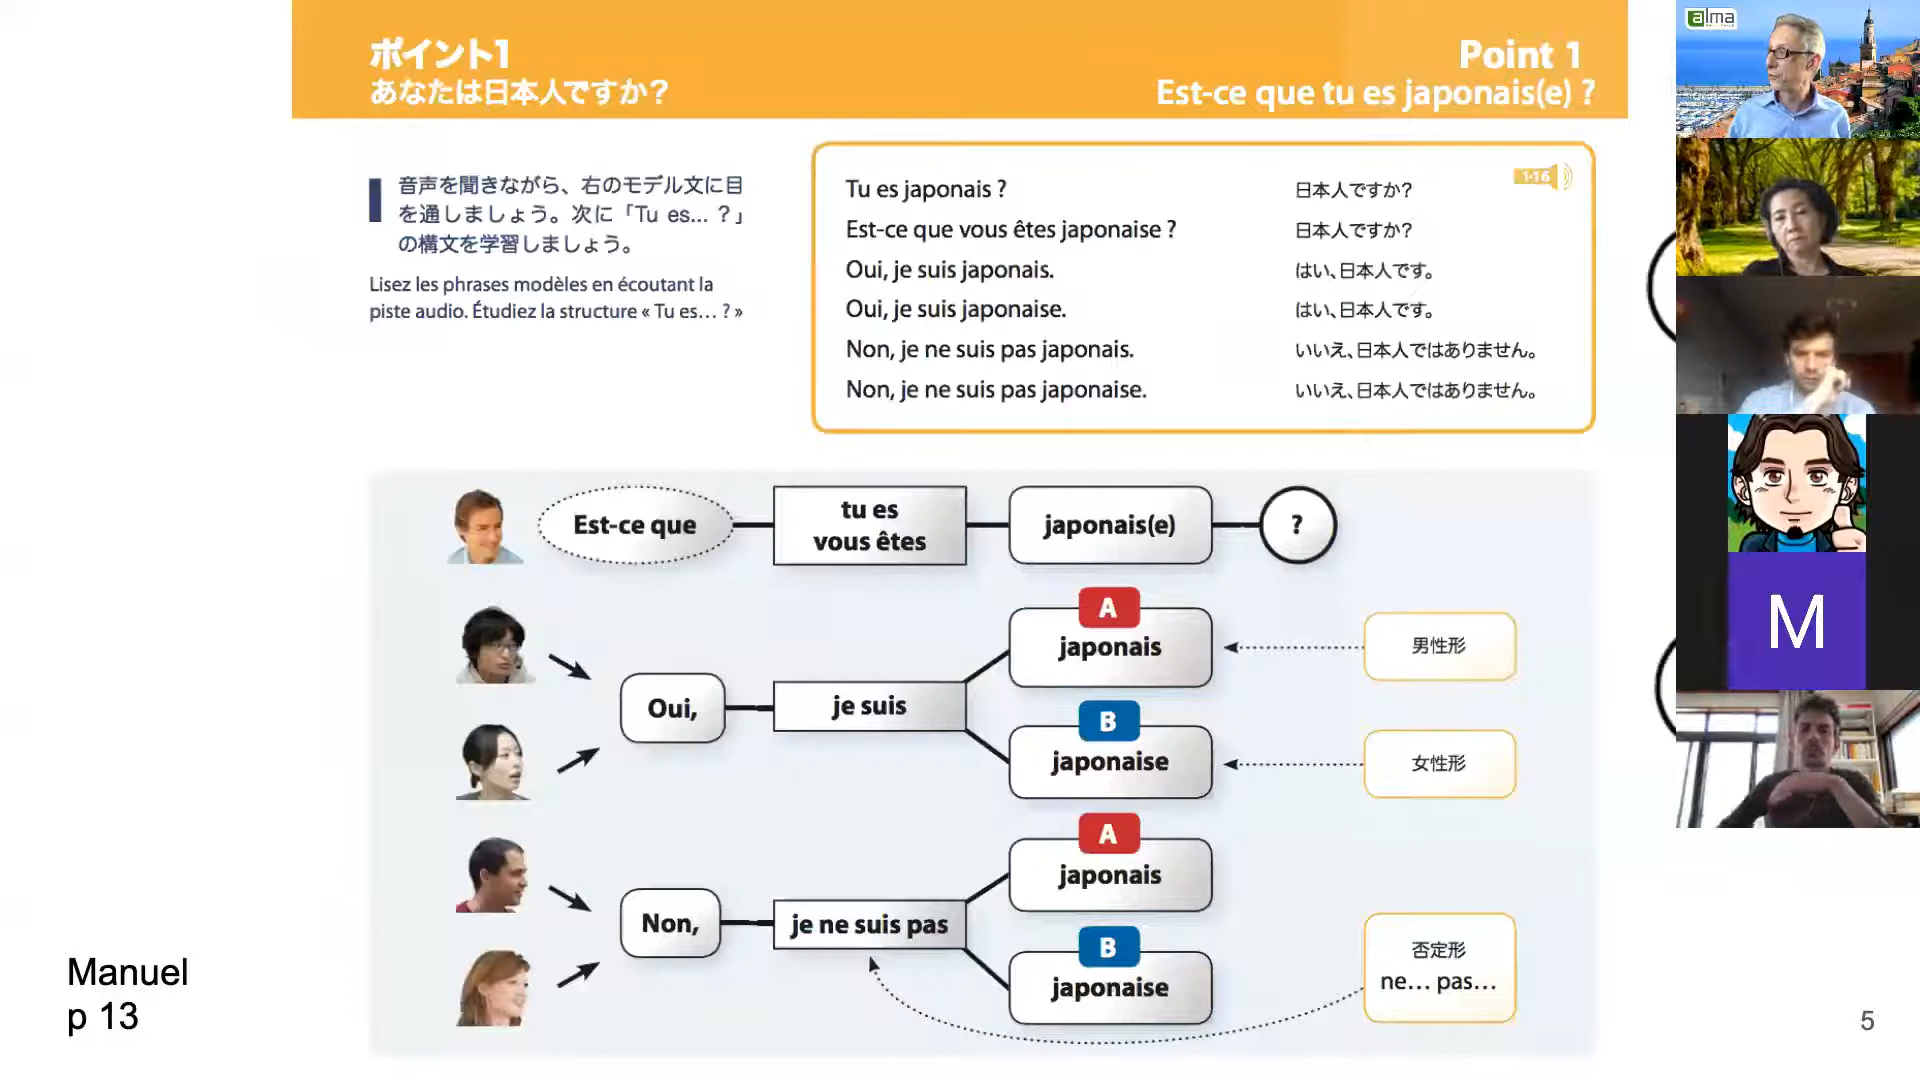 ポイント1
あなたは日本人ですか?
Point 1
Est-ce que tu es japonais(e) ?
音声を聞きながら、右のモデル文に目
を通しましょう。次に「Tu es... ?」
の構文を学習しましょう。
Lisez les phrases modèles en écoutant la
piste audio. Étudiez la structure « Tu es... ? »
1-16
Tu es japonais ? 日本人ですか?
Est-ce que vous êtes japonaise ? 日本人ですか?
Oui, je suis japonais. はい、日本人です。
Oui, je suis japonaise. はい、日本人です。
Non, je ne suis pas japonais. いいえ、日本人ではありません。
Non, je ne suis pas japonaise. いいえ、日本人ではありません。
Est-ce que
tu es
vous êtes
japonais(e)
?
Oui,
je suis
A
japonais
男性形
B
japonaise
女性形
Non,
je ne suis pas
A
japonais
B
japonaise
否定形
ne... pas...
Manuel
p 13
5
alma
M